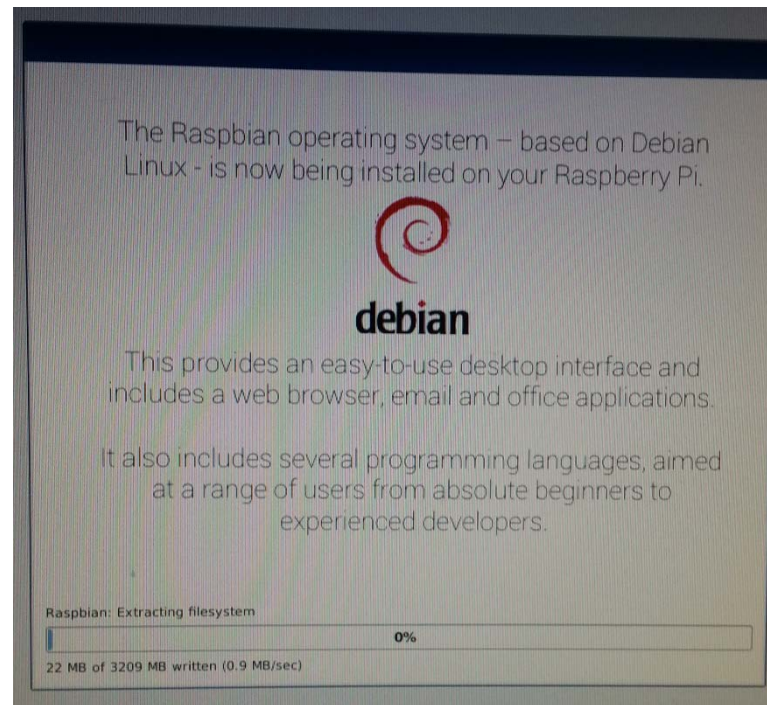 The Raspbian operating system – based on Debian
Linux - is now being installed on your Raspberry Pi.
debian
This provides an easy-to-use desktop interface and
includes a web browser, email and office applications.
It also includes several programming languages, aimed
at a range of users from absolute beginners to
experienced developers.
Raspbian: Extracting filesystem
0%
22 MB of 3209 MB written (0.9 MB/sec)